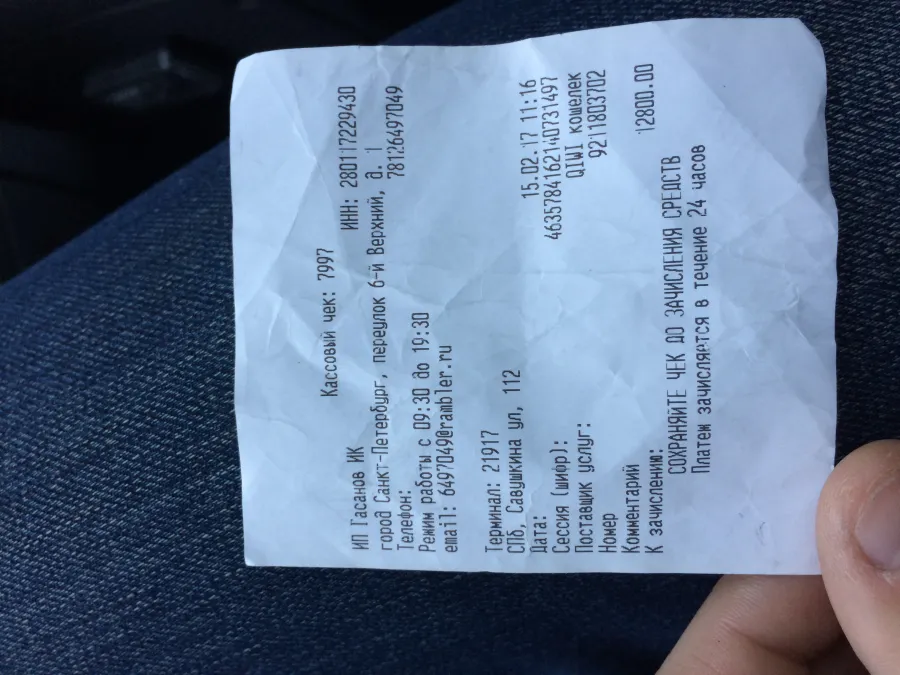 Кассовый чек: 7997
ИП Гасанов ИК ИНН: 280117229430
город Санкт-Петербург, переулок 6-й Верхний, д. 1
Телефон: 78126497049
Режим работы с 09:30 до 19:30
email: 6497049@rambler.ru
Терминал: 21917
СПб, Савушкина ул, 112
Дата: 15.02.17 11:16
Сессия (шифр): 4635784162140731497
Поставщик услуг: QIWI кошелек
Номер 9211803702
Комментарий
К зачислению: 12800.00
СОХРАНЯЙТЕ ЧЕК ДО ЗАЧИСЛЕНИЯ СРЕДСТВ
Платеж зачисляется в течение 24 часов